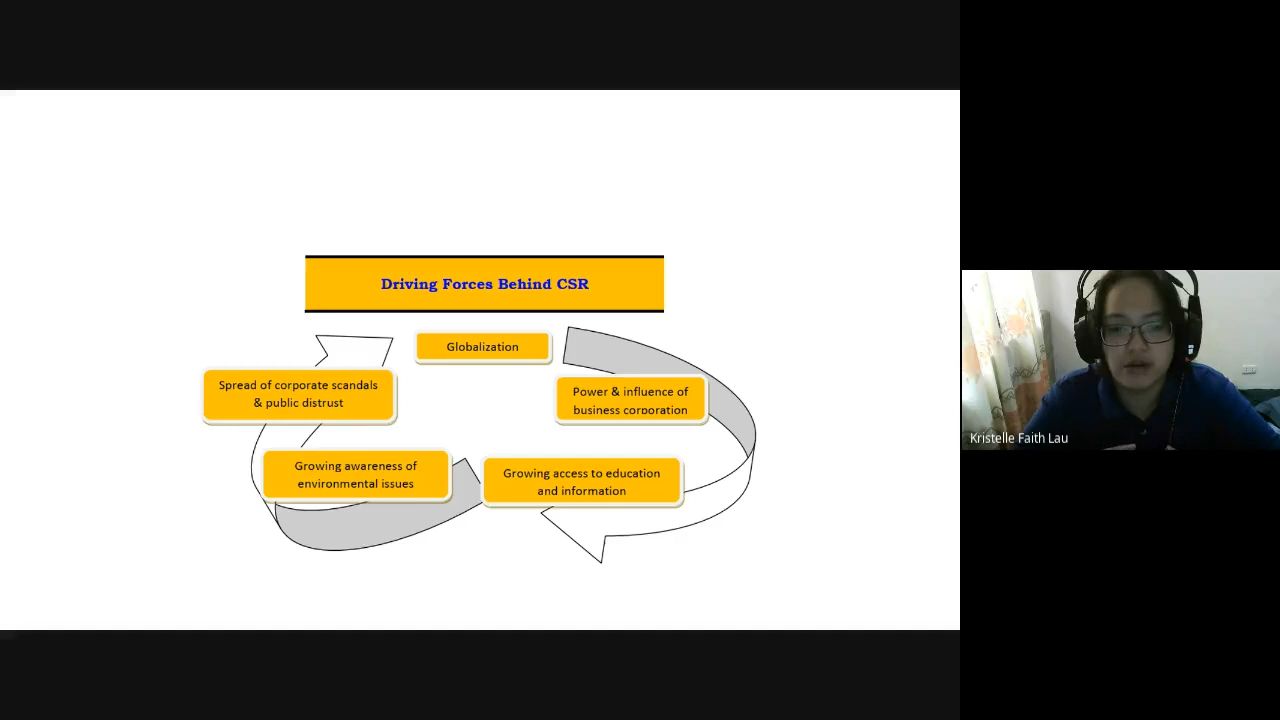 Driving Forces Behind CSR
Globalization
Spread of corporate scandals
& public distrust
Power & influence of
business corporation
Growing awareness of
environmental issues
Growing access to education
and information
Kristelle Faith Lau